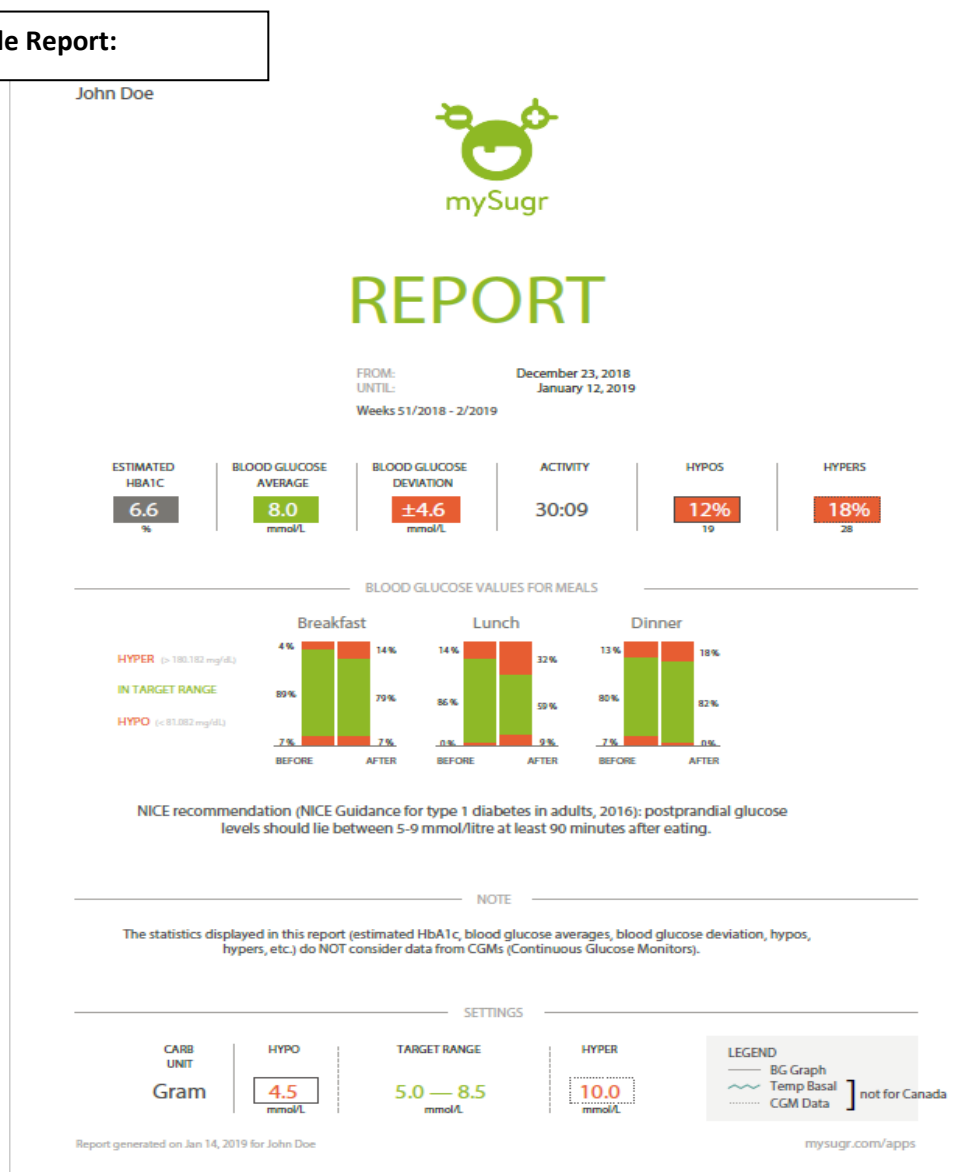 le Report:
John Doe
mySugr
REPORT
FROM: December 23, 2018
UNTIL: January 12, 2019
Weeks 51/2018 - 2/2019
ESTIMATED HBA1C
6.6
%
BLOOD GLUCOSE AVERAGE
8.0
mmol/L
BLOOD GLUCOSE DEVIATION
±4.6
mmol/L
ACTIVITY
30:09
HYPOS
12%
19
HYPERS
18%
28
BLOOD GLUCOSE VALUES FOR MEALS
Breakfast Lunch Dinner
4% 14% 14% 32% 13% 18%
HYPER (> 180.182 mg/dL)
IN TARGET RANGE
89% 79% 86% 59% 80% 82%
HYPO (< 81.082 mg/dL)
7% 7% 0% 9% 7% 0%
BEFORE AFTER BEFORE AFTER BEFORE AFTER
NICE recommendation (NICE Guidance for type 1 diabetes in adults, 2016): postprandial glucose
levels should lie between 5-9 mmol/litre at least 90 minutes after eating.
NOTE
The statistics displayed in this report (estimated HbA1c, blood glucose averages, blood glucose deviation, hypos,
hypers, etc.) do NOT consider data from CGMs (Continuous Glucose Monitors).
SETTINGS
CARB UNIT
Gram
HYPO
4.5
mmol/L
TARGET RANGE
5.0 — 8.5
mmol/L
HYPER
10.0
mmol/L
LEGEND
BG Graph
Temp Basal
CGM Data
] not for Canada
Report generated on Jan 14, 2019 for John Doe
mysugr.com/apps